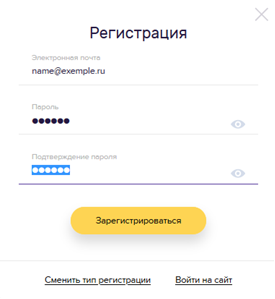 Регистрация
Электронная почта
name@exemple.ru
Пароль
●●●●●●
Подтверждение пароля
●●●●●●
Зарегистрироваться
Сменить тип регистрации Войти на сайт